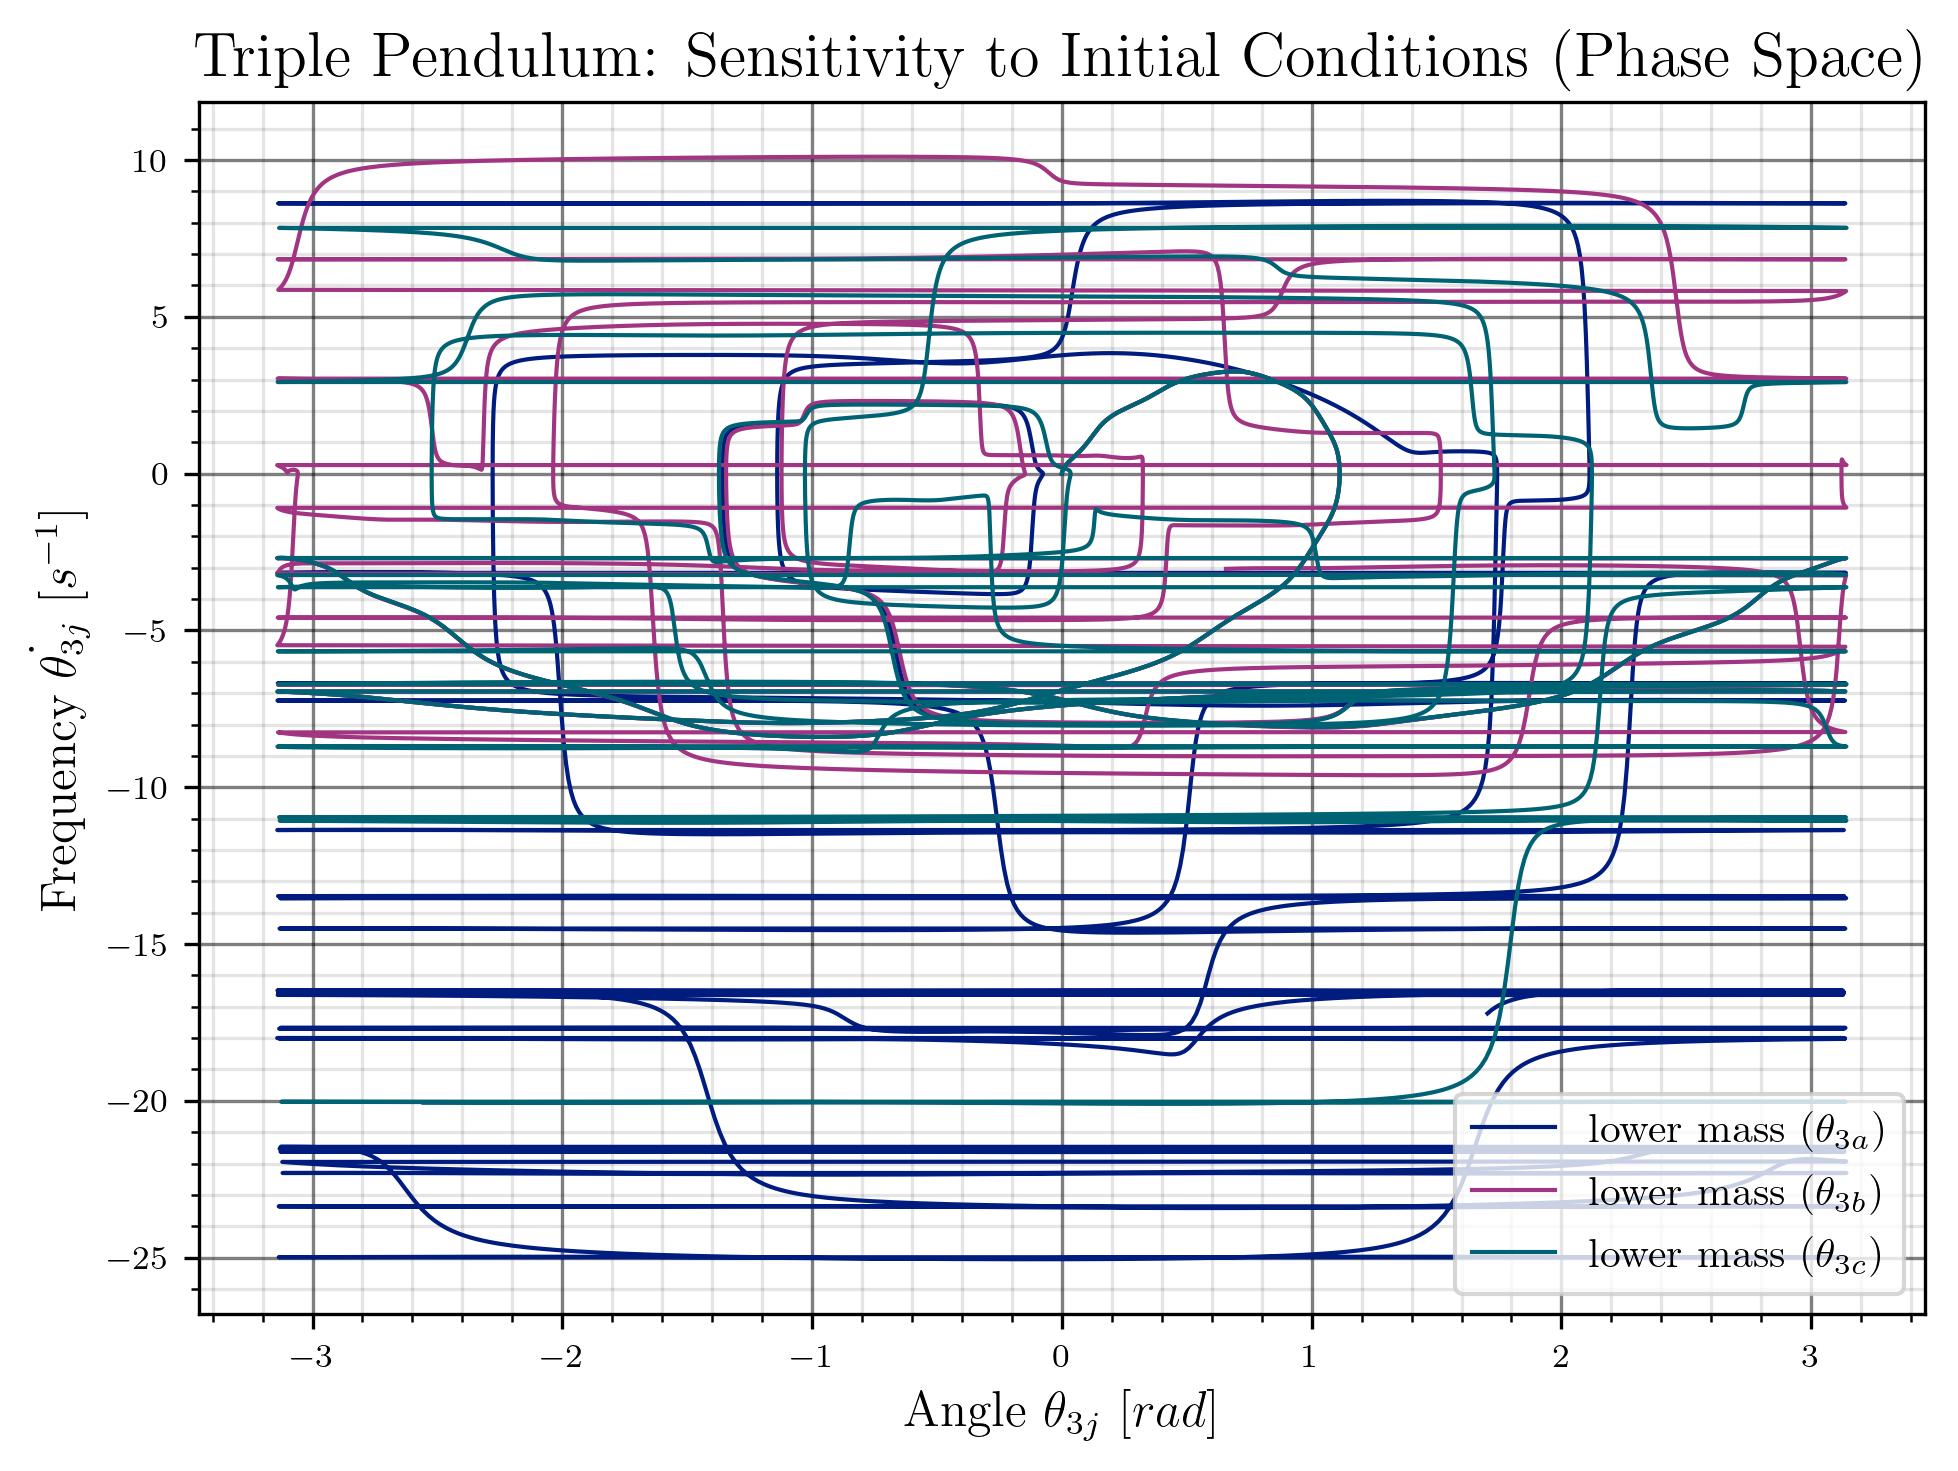 Triple Pendulum: Sensitivity to Initial Conditions (Phase Space)
10
5
0
−5
−10
−15
−20
−25
Frequency θ̇₃ⱼ [s⁻¹]
lower mass (θ₃ₐ)
lower mass (θ₃b)
lower mass (θ₃c)
−3 −2 −1 0 1 2 3
Angle θ₃ⱼ [rad]